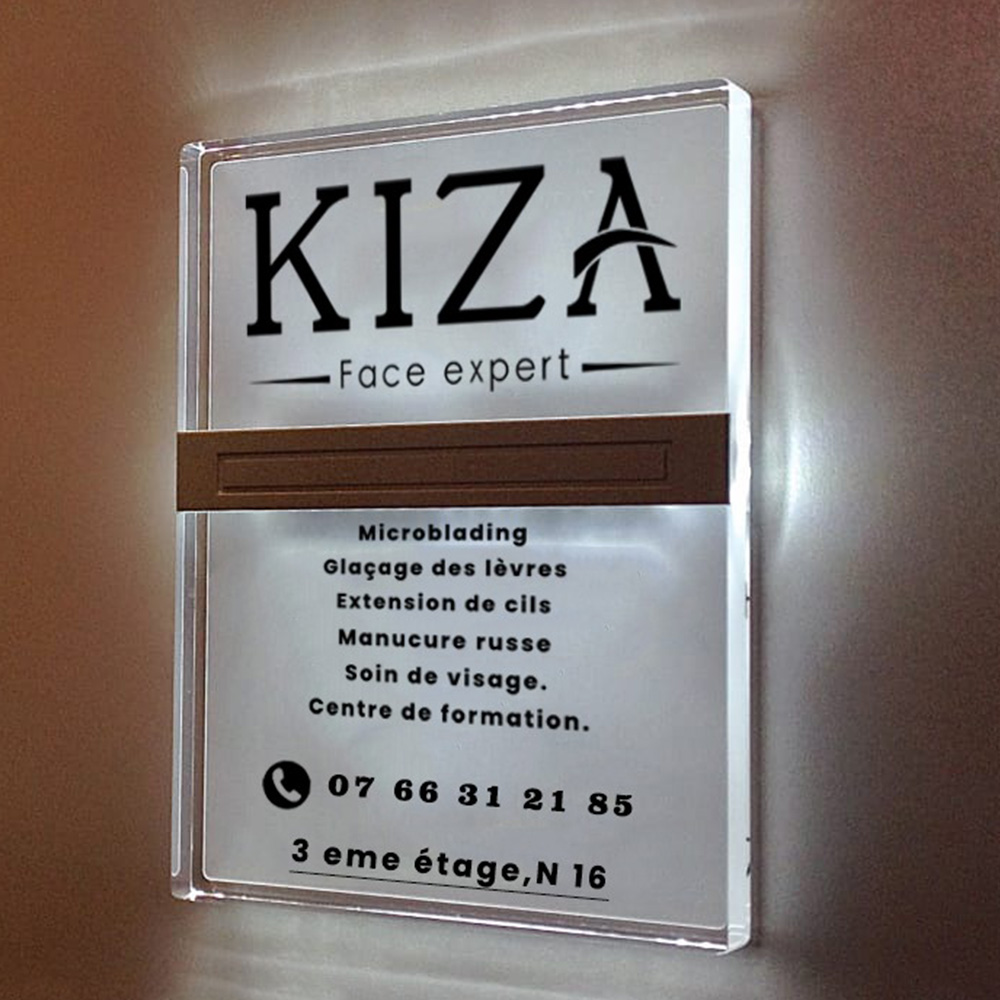 KIZA
Face expert
Microblading
Glaçage des lèvres
Extension de cils
Manucure russe
Soin de visage.
Centre de formation.
07 66 31 21 85
3 eme étage,N 16